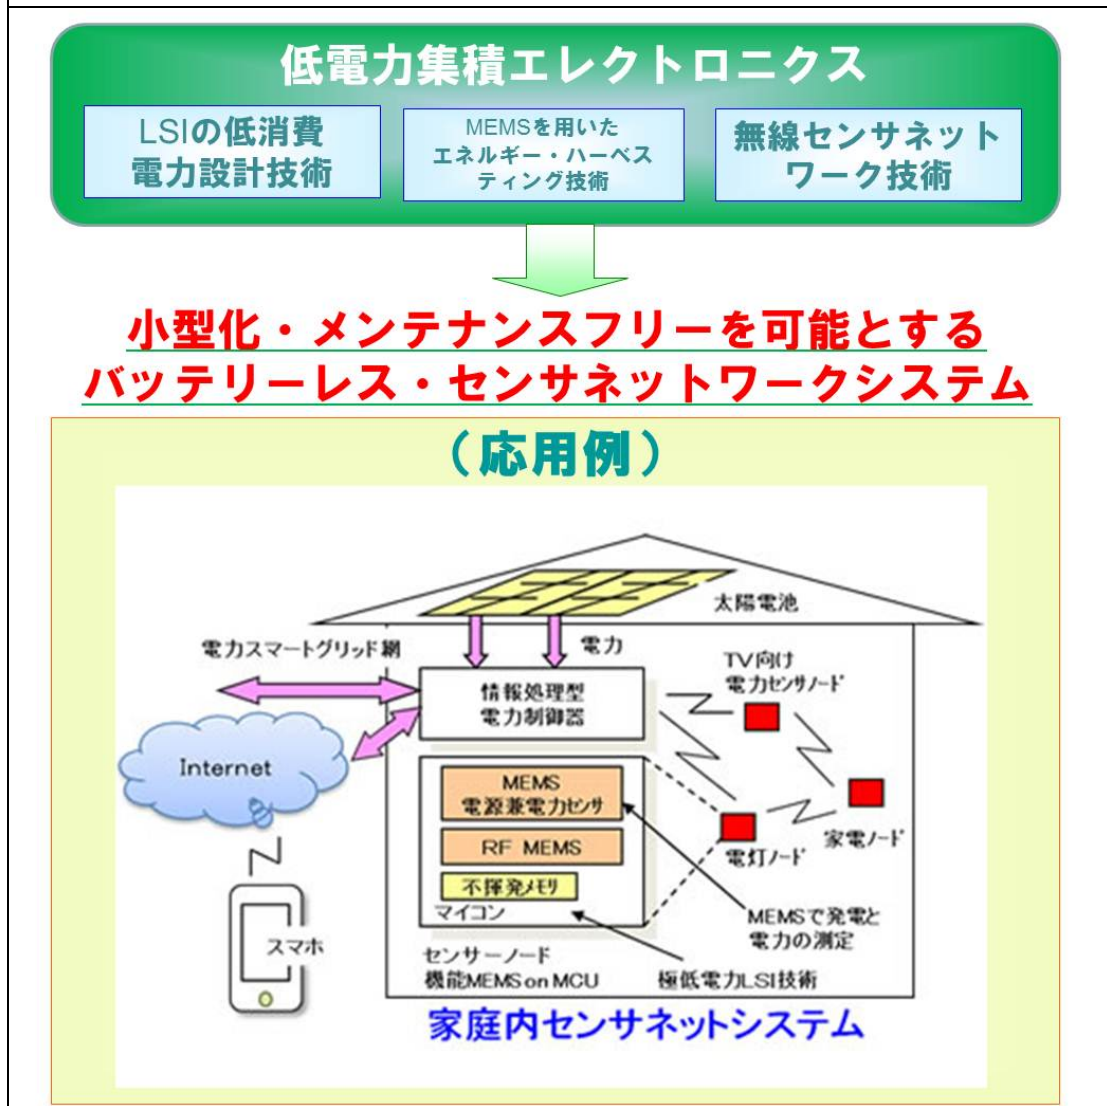 低電力集積エレクトロニクス
LSIの低消費
電力設計技術
MEMSを用いた
エネルギー・ハーベス
ティング技術
無線センサネット
ワーク技術
小型化・メンテナンスフリーを可能とする
バッテリーレス・センサネットワークシステム
（応用例）
太陽電池
電力スマートグリッド網
電力
情報処理型
電力制御器
TV向け
電力センサノード
Internet
MEMS
電源兼電力センサ
RF MEMS
不揮発メモリ
マイコン
電灯ノード
家電ノード
スマホ
MEMSで発電と
電力の測定
センサーノード
機能MEMS on MCU
極低電力LSI技術
家庭内センサネットシステム